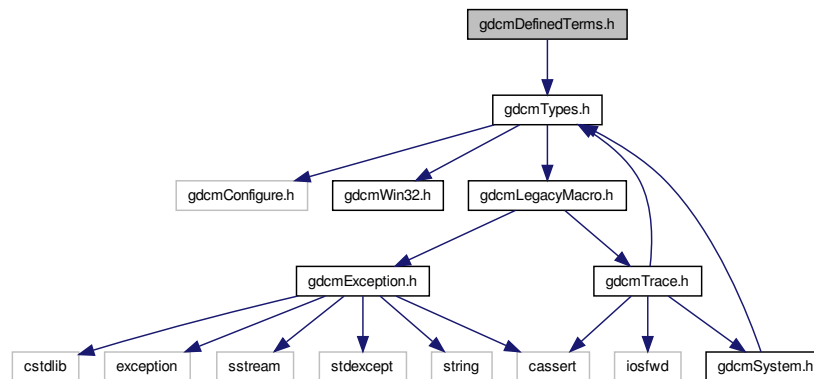 gdcmDefinedTerms.h
gdcmTypes.h
gdcmConfigure.h
gdcmWin32.h
gdcmLegacyMacro.h
gdcmException.h
gdcmTrace.h
cstdlib
exception
sstream
stdexcept
string
cassert
iosfwd
gdcmSystem.h